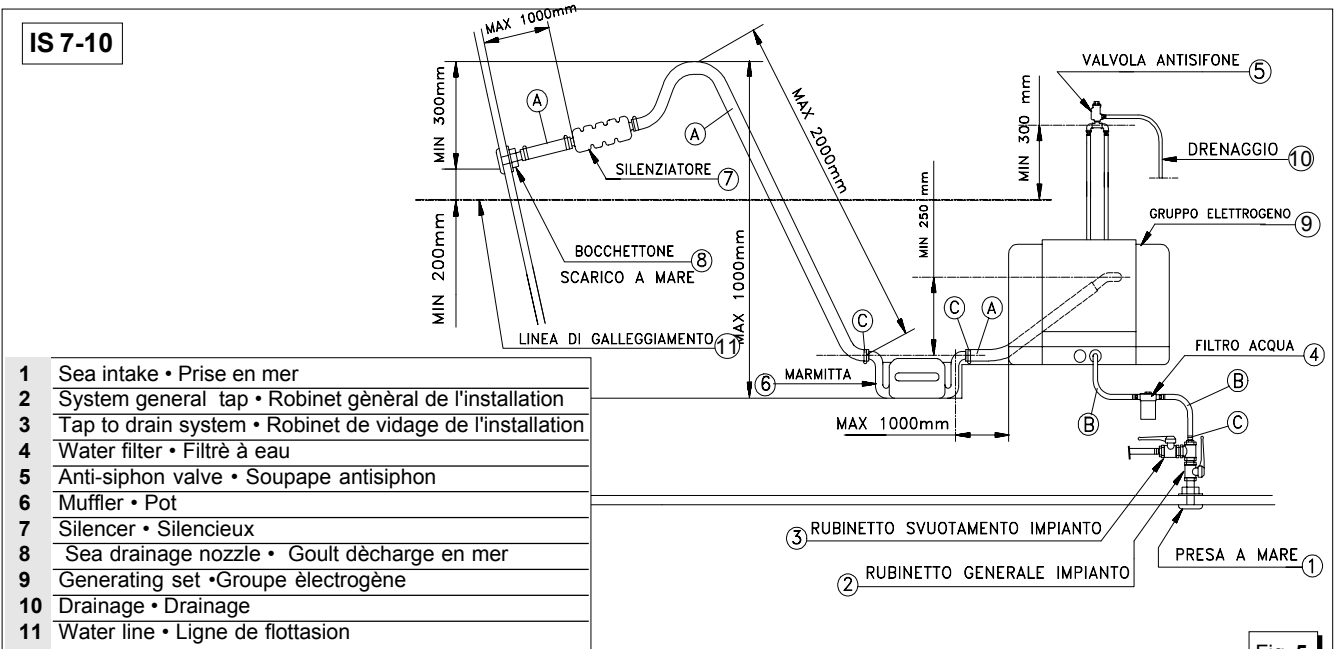 IS 7-10
MAX 1000mm
MIN 300mm
A
SILENZIATORE 7
A
MAX 2000mm
MAX 1000mm
MIN 200mm
BOCCHETTONE
SCARICO A MARE
8
LINEA DI GALLEGGIAMENTO 11
VALVOLA ANTISIFONE 5
MIN 300 mm
DRENAGGIO
10
MIN 250 mm
GRUPPO ELETTROGENO
9
C
C
A
6 MARMITTA
MAX 1000mm
FILTRO ACQUA 4
B
B
C
3 RUBINETTO SVUOTAMENTO IMPIANTO
2 RUBINETTO GENERALE IMPIANTO
PRESA A MARE 1
1 Sea intake • Prise en mer
2 System general tap • Robinet gènèral de l'installation
3 Tap to drain system • Robinet de vidage de l'installation
4 Water filter • Filtrè à eau
5 Anti-siphon valve • Soupape antisiphon
6 Muffler • Pot
7 Silencer • Silencieux
8 Sea drainage nozzle • Goult dècharge en mer
9 Generating set •Groupe èlectrogène
10 Drainage • Drainage
11 Water line • Ligne de flottasion
Fig. 5